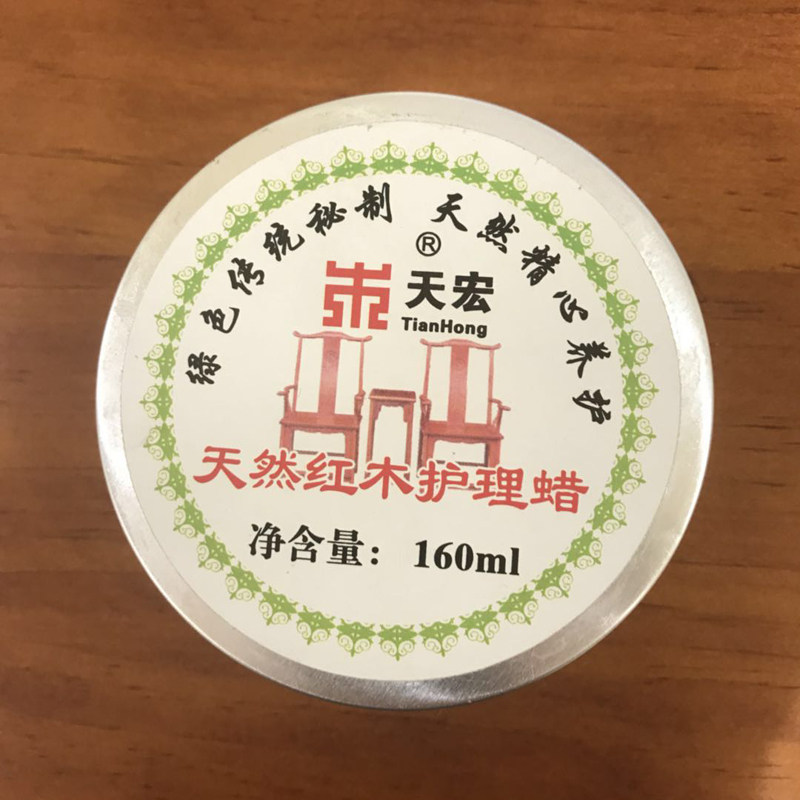 绿色传统秘制 天然精心养护
®
天宏
TianHong
天然红木护理蜡
净含量： 160ml